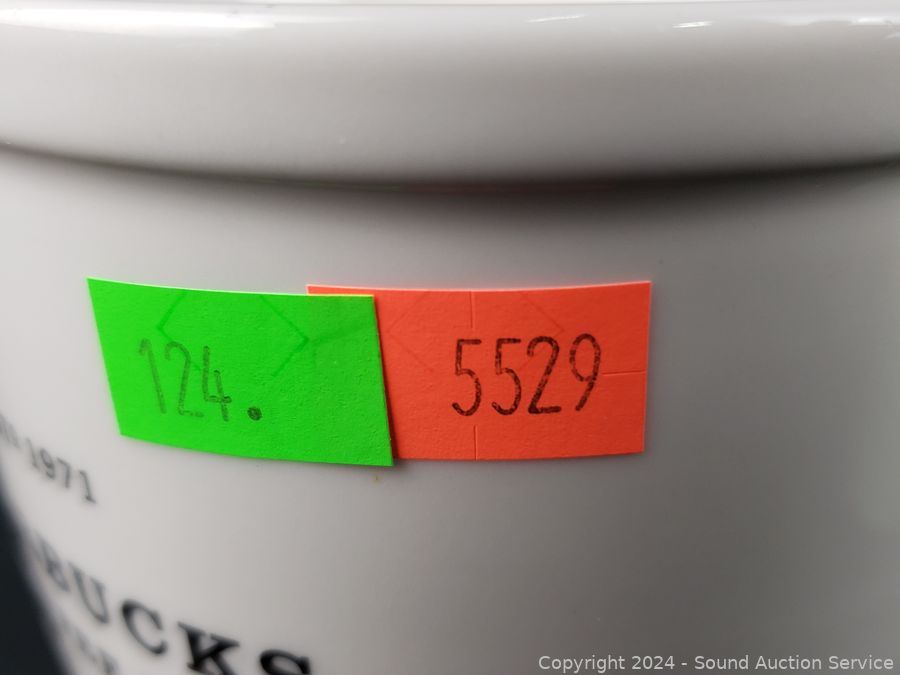 124.
5529
1971
BUCKS
Copyright 2024 - Sound Auction Service